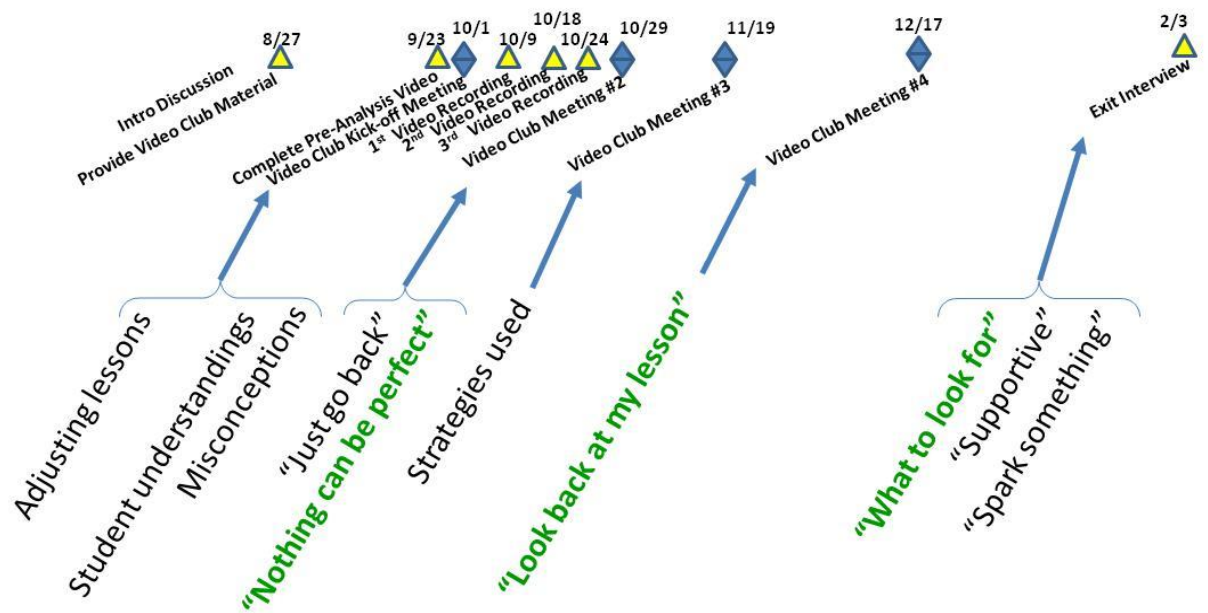 8/27
9/23
10/1
10/9
10/18
10/24
10/29
11/19
12/17
2/3
Intro Discussion
Provide Video Club Material
Complete Pre-Analysis Video
Video Club Kick-off Meeting
1st Video Recording
2nd Video Recording
3rd Video Recording
Video Club Meeting #2
Video Club Meeting #3
Video Club Meeting #4
Exit Interview
Adjusting lessons
Student understandings
Misconceptions
“Just go back”
“Nothing can be perfect”
Strategies used
“Look back at my lesson”
“What to look for”
“Supportive”
“Spark something”